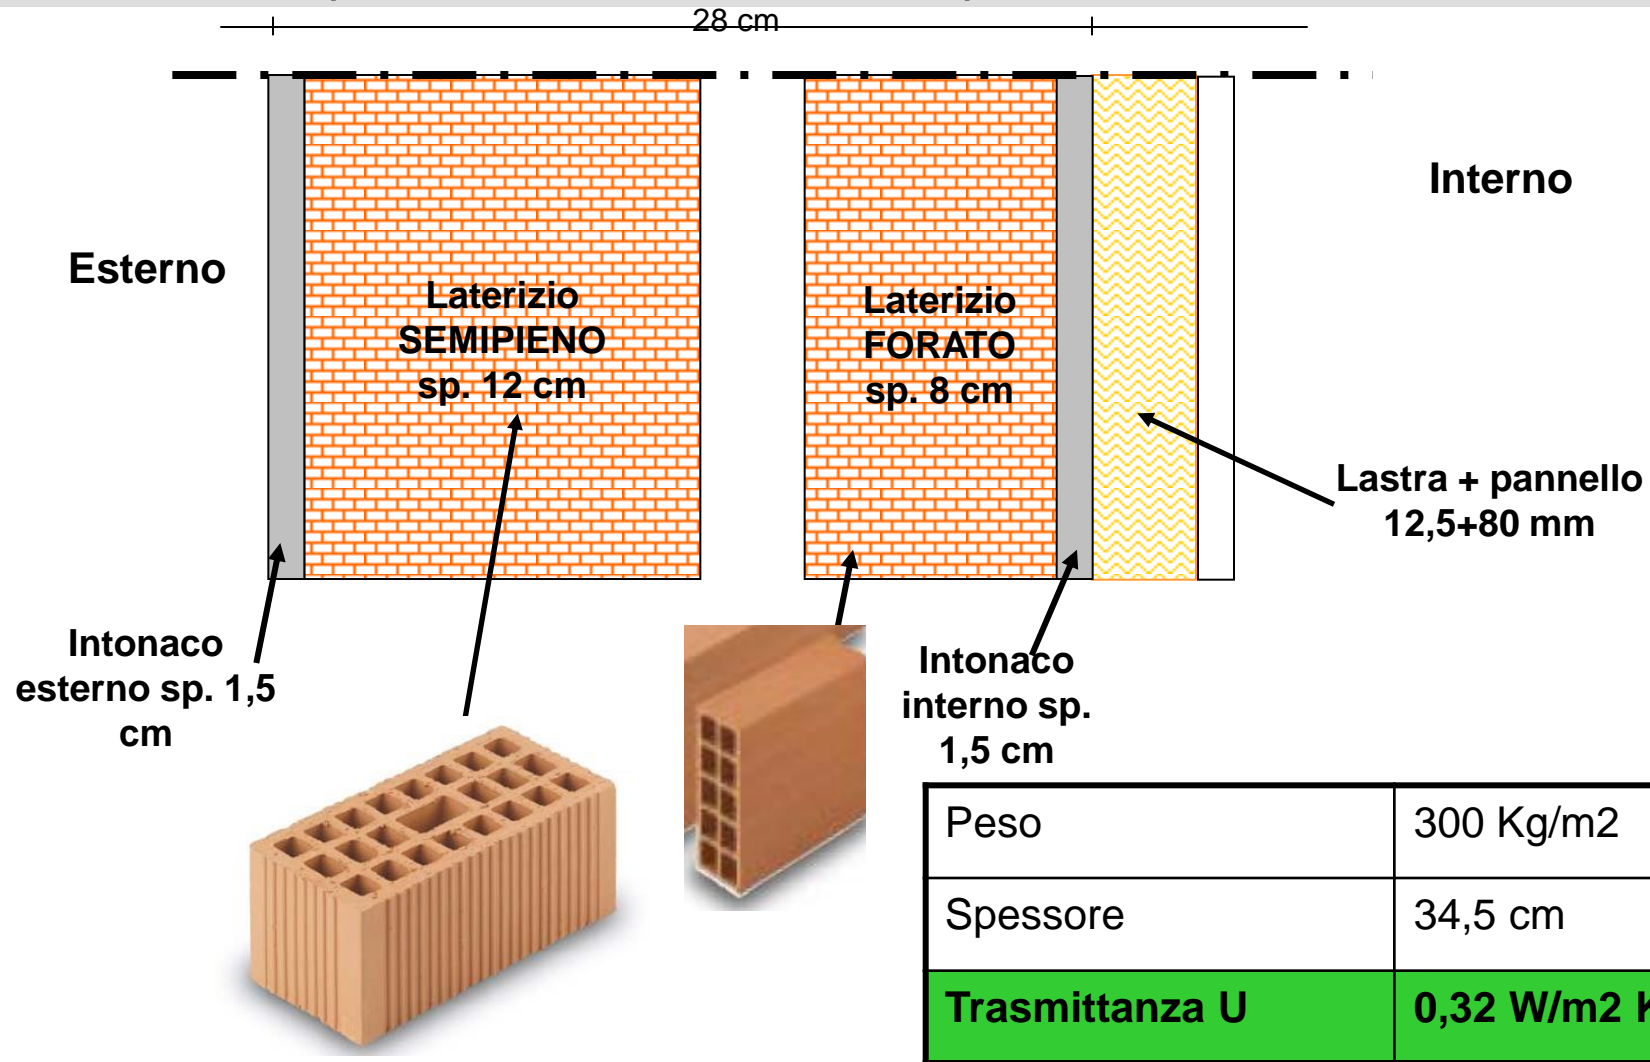 28 cm
Interno
Esterno
Laterizio
SEMIPIENO
sp. 12 cm
Laterizio
FORATO
sp. 8 cm
Lastra + pannello
12,5+80 mm
Intonaco
esterno sp. 1,5
cm
Intonaco
interno sp.
1,5 cm
Peso 300 Kg/m2
Spessore 34,5 cm
Trasmittanza U 0,32 W/m2 K